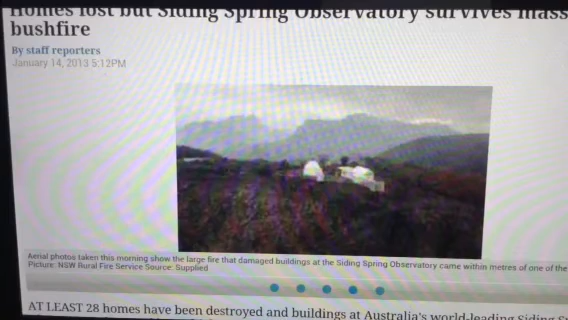 Homes lost but Siding Spring Observatory survives mass
bushfire
By staff reporters
January 14, 2013 5:12PM
Aerial photos taken this morning show the large fire that damaged buildings at the Siding Spring Observatory came within metres of one of the
Picture: NSW Rural Fire Service Source: Supplied
AT LEAST 28 homes have been destroyed and buildings at Australia's world-leading Siding